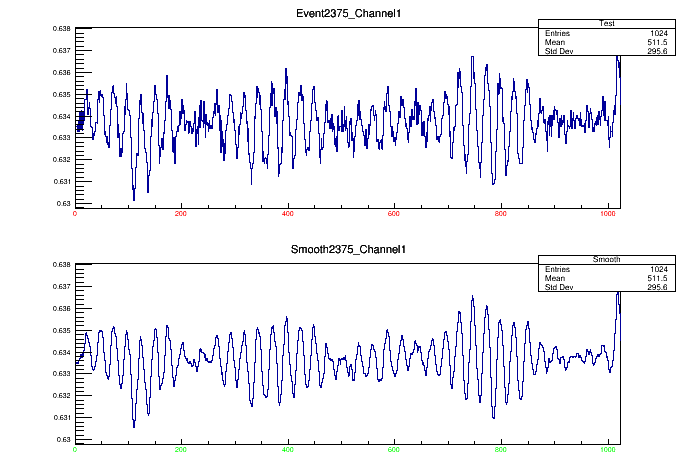 Event2375_Channel1
Test
Entries 1024
Mean 511.5
Std Dev 295.6
0.638
0.637
0.636
0.635
0.634
0.633
0.632
0.631
0.63
0 200 400 600 800 1000
Smooth2375_Channel1
Smooth
Entries 1024
Mean 511.5
Std Dev 295.6
0.638
0.637
0.636
0.635
0.634
0.633
0.632
0.631
0.63
0 200 400 600 800 1000